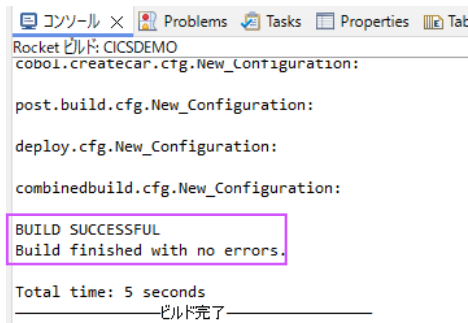 コンソール × Problems Tasks Properties Tab
Rocket ビルド: CICSDEMO
cobol.createcar.cfg.New_Configuration:
post.build.cfg.New_Configuration:
deploy.cfg.New_Configuration:
combinedbuild.cfg.New_Configuration:
BUILD SUCCESSFUL
Build finished with no errors.
Total time: 5 seconds
ビルド完了